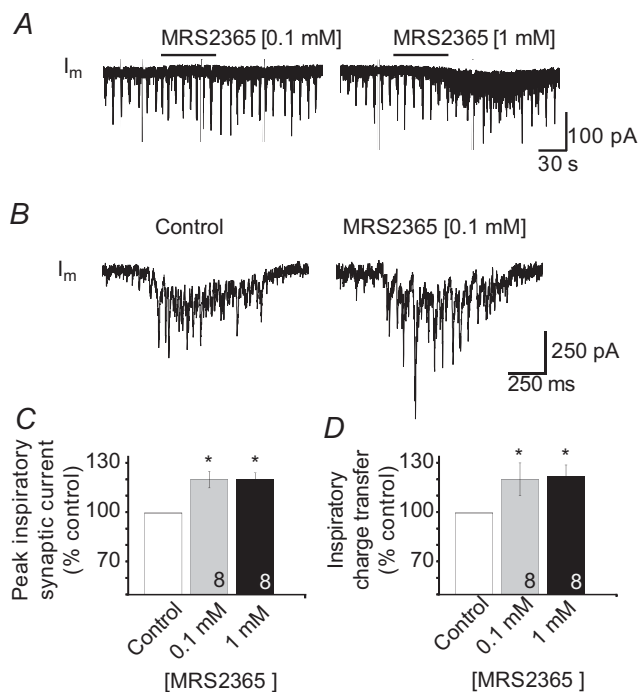 A
MRS2365 [0.1 mM]
MRS2365 [1 mM]
Im
100 pA
30 s
B
Control
MRS2365 [0.1 mM]
Im
250 pA
250 ms
C
Peak inspiratory
synaptic current
(% control)
130
100
70
*
*
8
8
Control
0.1 mM
1 mM
[MRS2365 ]
D
Inspiratory
charge transfer
(% control)
130
100
70
*
*
8
8
Control
0.1 mM
1 mM
[MRS2365 ]